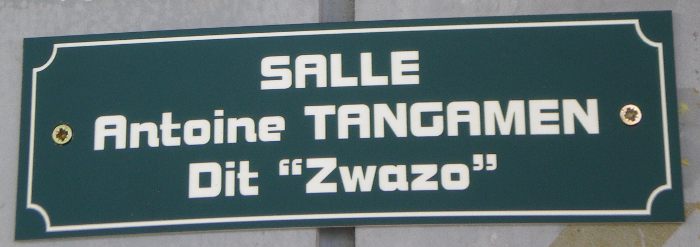 SALLE
Antoine TANGAMEN
Dit “Zwazo”